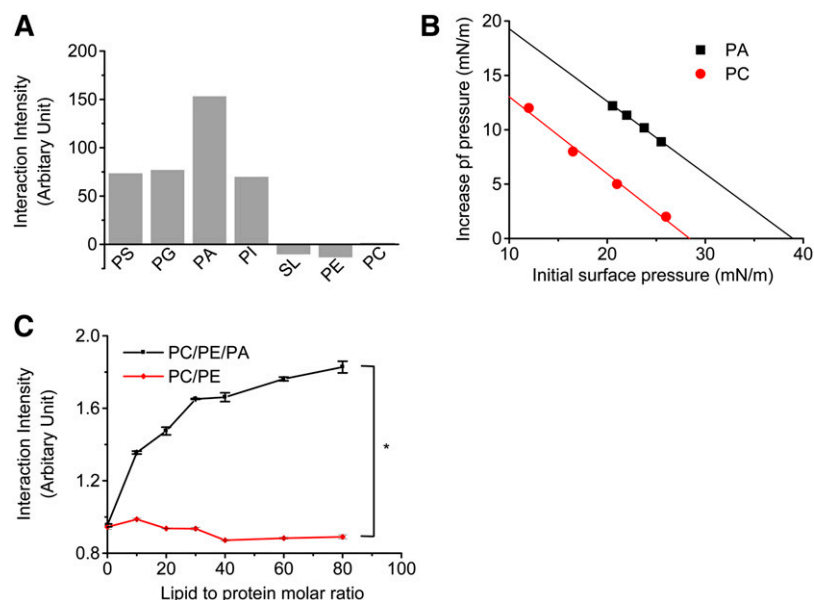 A
Interaction Intensity
(Arbitary Unit)
200
150
100
50
0
PS
PG
PA
PI
SL
PE
PC
B
Increase pf pressure (mN/m)
20
15
10
5
0
PA
PC
10
20
30
40
Initial surface pressure (mN/m)
C
Interaction Intensity
(Arbitary Unit)
2.0
1.6
1.2
0.8
PC/PE/PA
PC/PE
*
0
20
40
60
80
100
Lipid to protein molar ratio